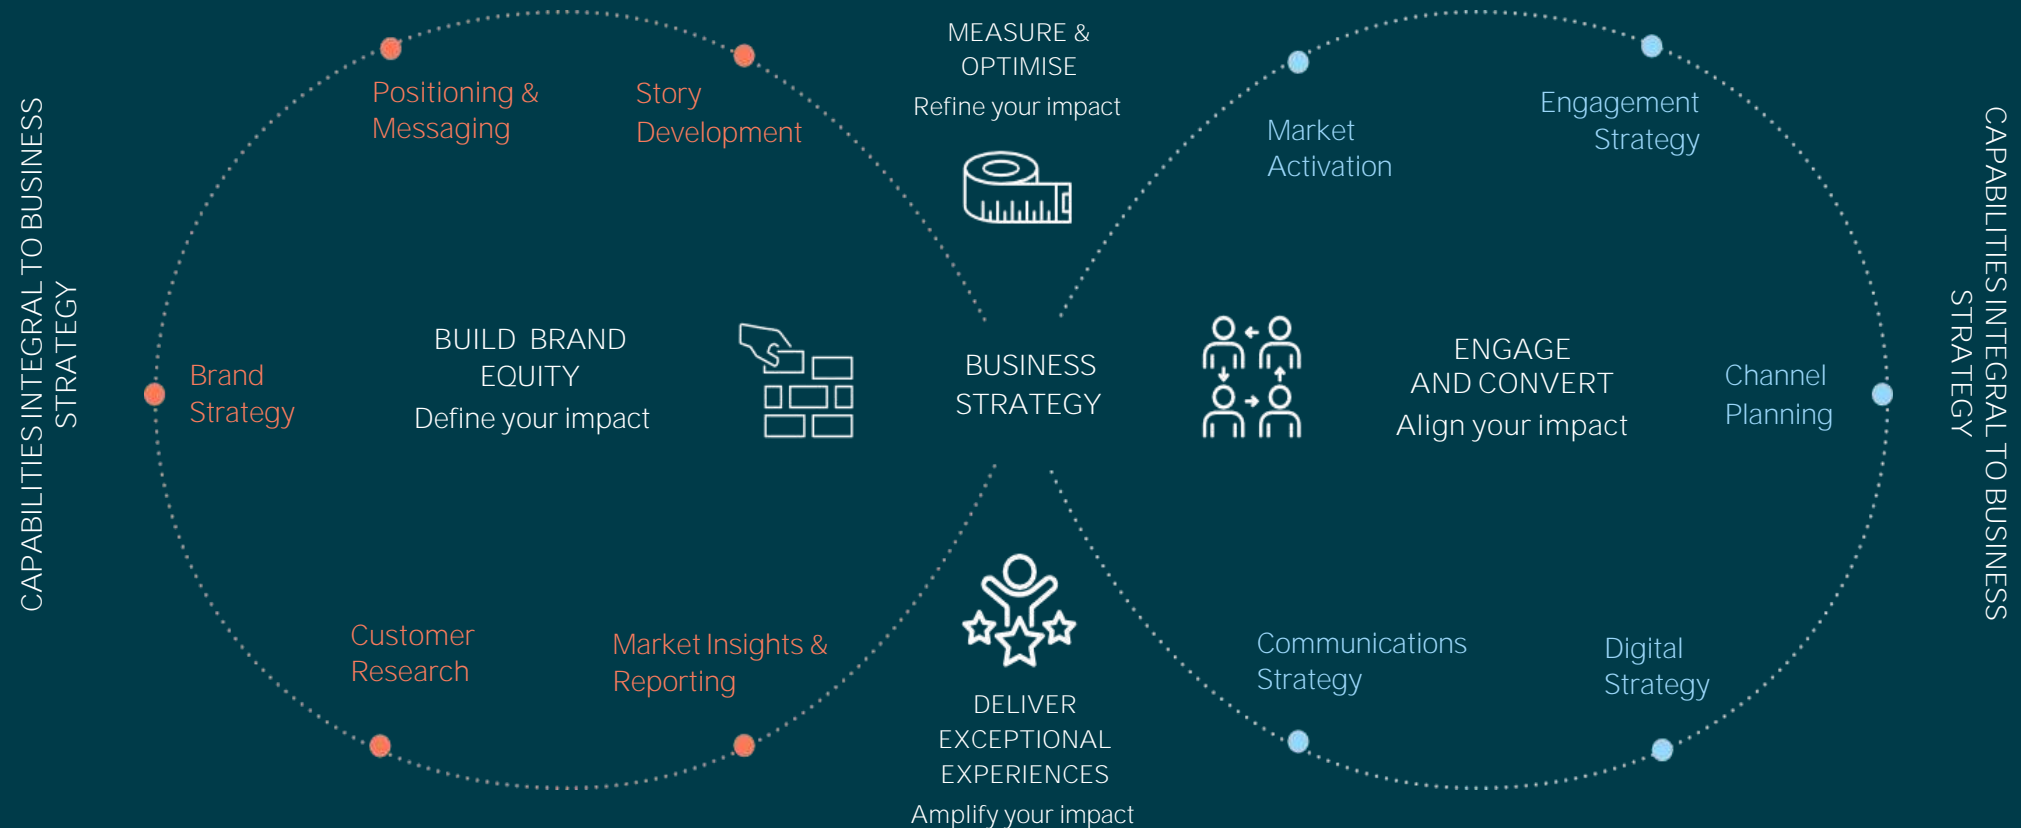 CAPABILITIES INTEGRAL TO BUSINESS
STRATEGY
Positioning &
Messaging
Story
Development
Brand
Strategy
BUILD BRAND
EQUITY
Define your impact
Customer
Research
Market Insights &
Reporting
MEASURE &
OPTIMISE
Refine your impact
BUSINESS
STRATEGY
DELIVER
EXCEPTIONAL
EXPERIENCES
Amplify your impact
Market
Activation
Engagement
Strategy
ENGAGE
AND CONVERT
Align your impact
Channel
Planning
Communications
Strategy
Digital
Strategy
CAPABILITIES INTEGRAL TO BUSINESS
STRATEGY